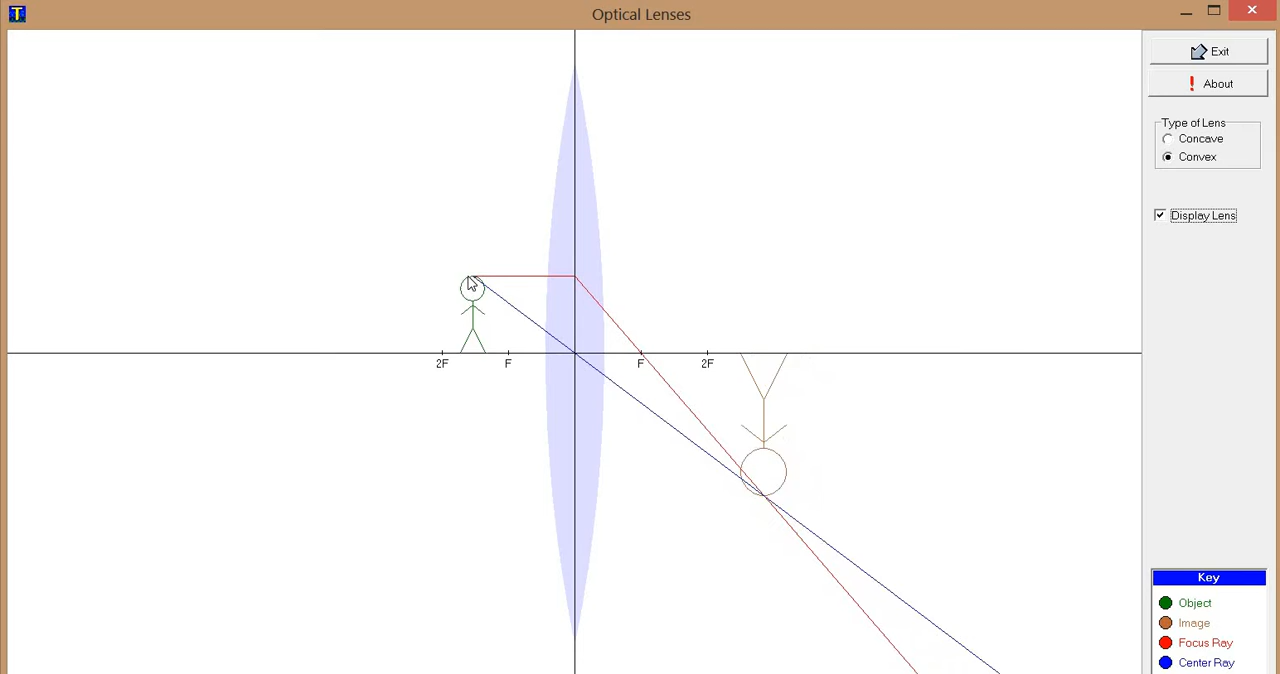 T
Optical Lenses
Exit
! About
Type of Lens
Concave
Convex
Display Lens
2F F F 2F
Key
Object
Image
Focus Ray
Center Ray